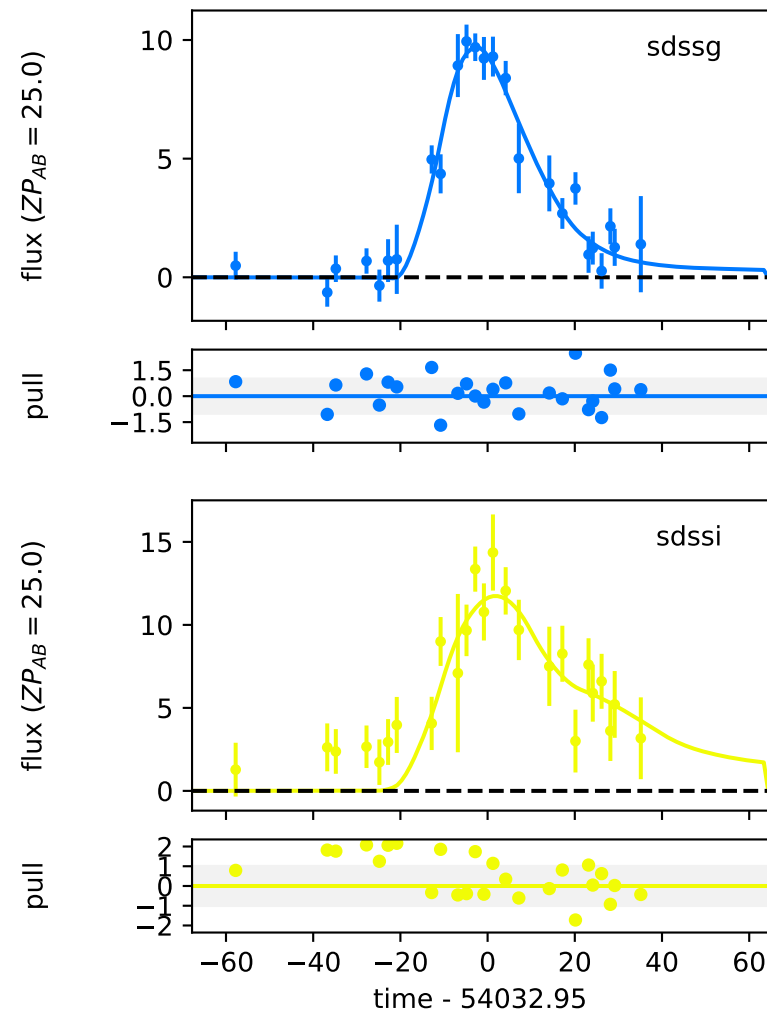 sdssg
flux (ZP_AB = 25.0)
10
5
0
pull
1.5
0.0
−1.5
sdssi
flux (ZP_AB = 25.0)
15
10
5
0
pull
2
1
0
−1
−2
−60 −40 −20 0 20 40 60
time - 54032.95